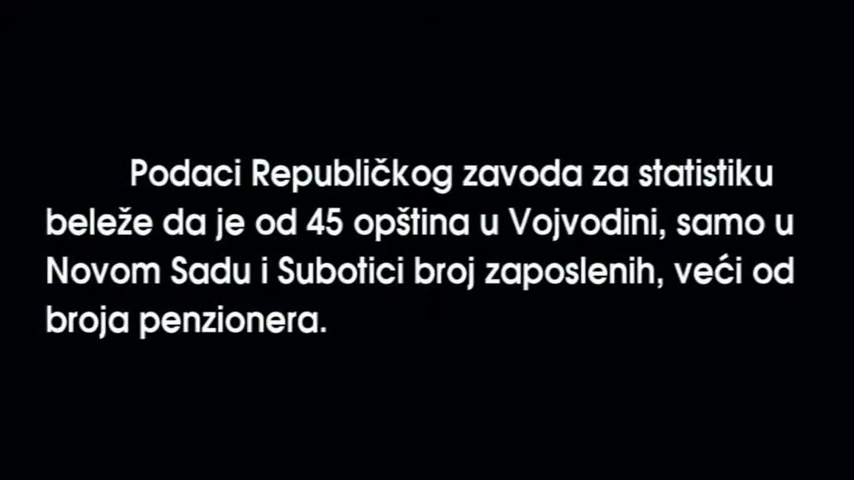 Podaci Republičkog zavoda za statistiku
beleže da je od 45 opština u Vojvodini, samo u
Novom Sadu i Subotici broj zaposlenih, veći od
broja penzionera.